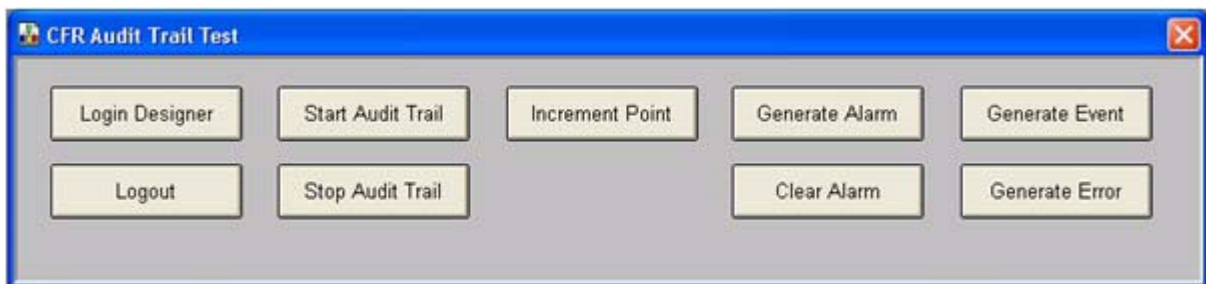 CFR Audit Trail Test
Login Designer Start Audit Trail Increment Point Generate Alarm Generate Event
Logout Stop Audit Trail Clear Alarm Generate Error